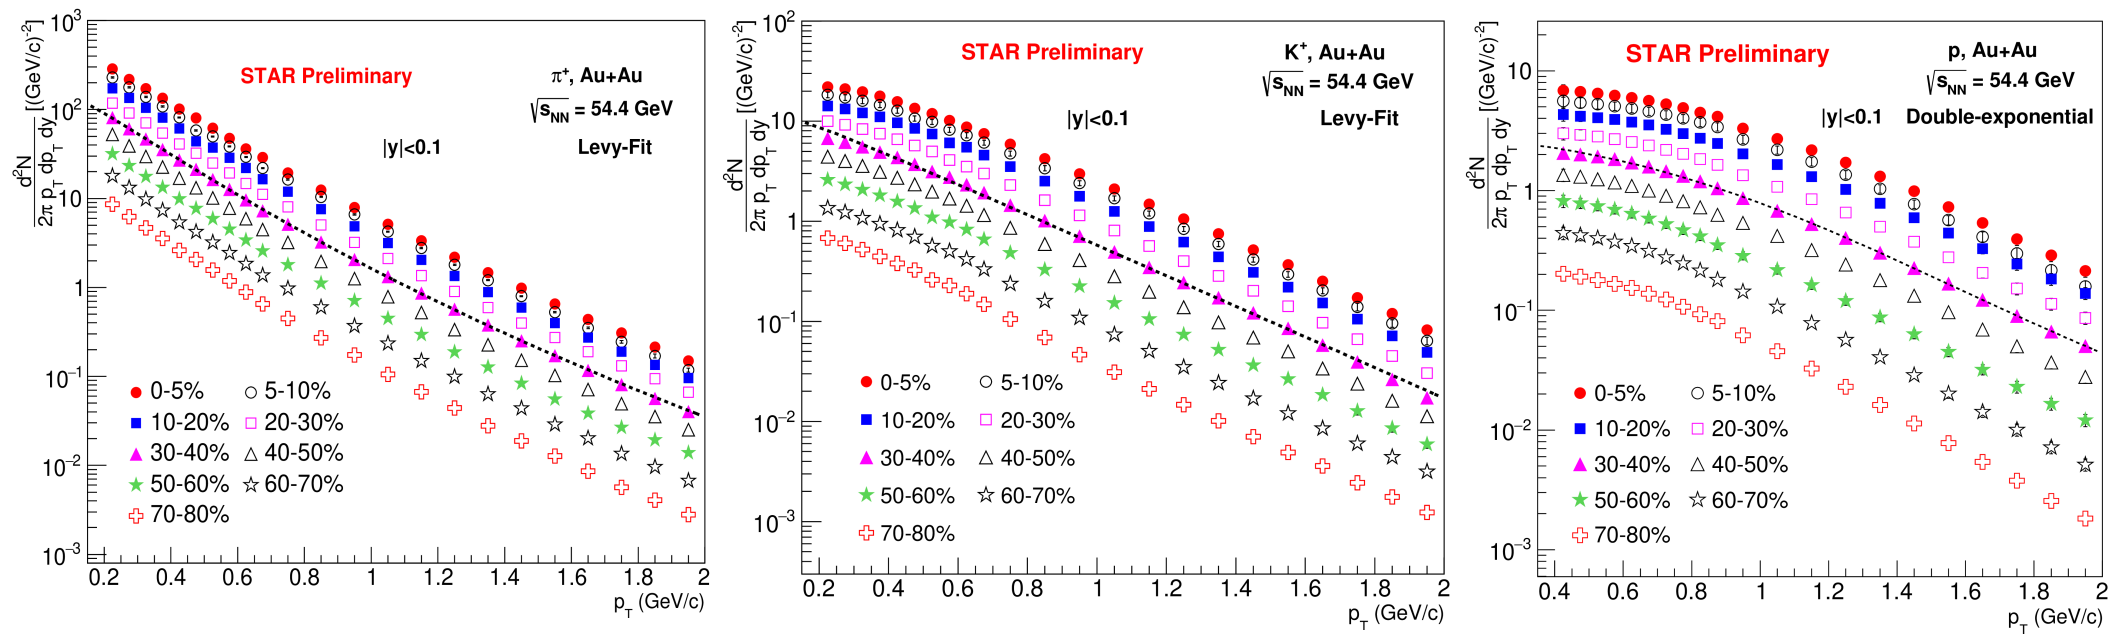 d²N
2π p_T dp_T dy [(GeV/c)⁻²]
10³
10²
10
1
10⁻¹
10⁻²
10⁻³
STAR Preliminary
π⁺, Au+Au
√s_NN = 54.4 GeV
|y|<0.1
Levy-Fit
0-5% 5-10%
10-20% 20-30%
30-40% 40-50%
50-60% 60-70%
70-80%
0.2 0.4 0.6 0.8 1 1.2 1.4 1.6 1.8 2
p_T (GeV/c)
d²N
2π p_T dp_T dy [(GeV/c)⁻²]
10²
10
1
10⁻¹
10⁻²
10⁻³
STAR Preliminary
K⁺, Au+Au
√s_NN = 54.4 GeV
|y|<0.1
Levy-Fit
0-5% 5-10%
10-20% 20-30%
30-40% 40-50%
50-60% 60-70%
70-80%
0.2 0.4 0.6 0.8 1 1.2 1.4 1.6 1.8 2
p_T (GeV/c)
d²N
2π p_T dp_T dy [(GeV/c)⁻²]
10
1
10⁻¹
10⁻²
10⁻³
STAR Preliminary
p, Au+Au
√s_NN = 54.4 GeV
|y|<0.1 Double-exponential
0-5% 5-10%
10-20% 20-30%
30-40% 40-50%
50-60% 60-70%
70-80%
0.4 0.6 0.8 1 1.2 1.4 1.6 1.8 2
p_T (GeV/c)